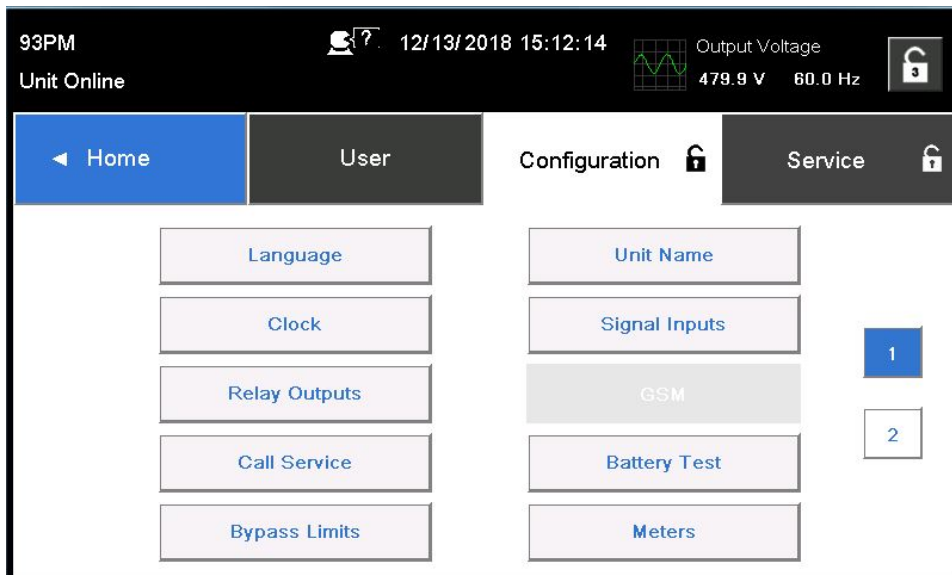 93PM
? 12/13/2018 15:12:14
Output Voltage
Unit Online
479.9 V 60.0 Hz
3
◄ Home
User
Configuration
Service
Language
Unit Name
Clock
Signal Inputs
Relay Outputs
GSM
Call Service
Battery Test
Bypass Limits
Meters
1
2